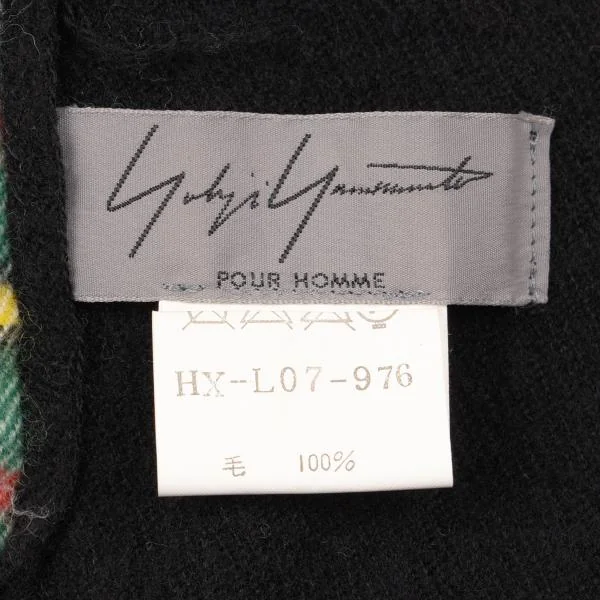 Yohji Yamamoto
POUR HOMME
HX-L07-976
毛 100%